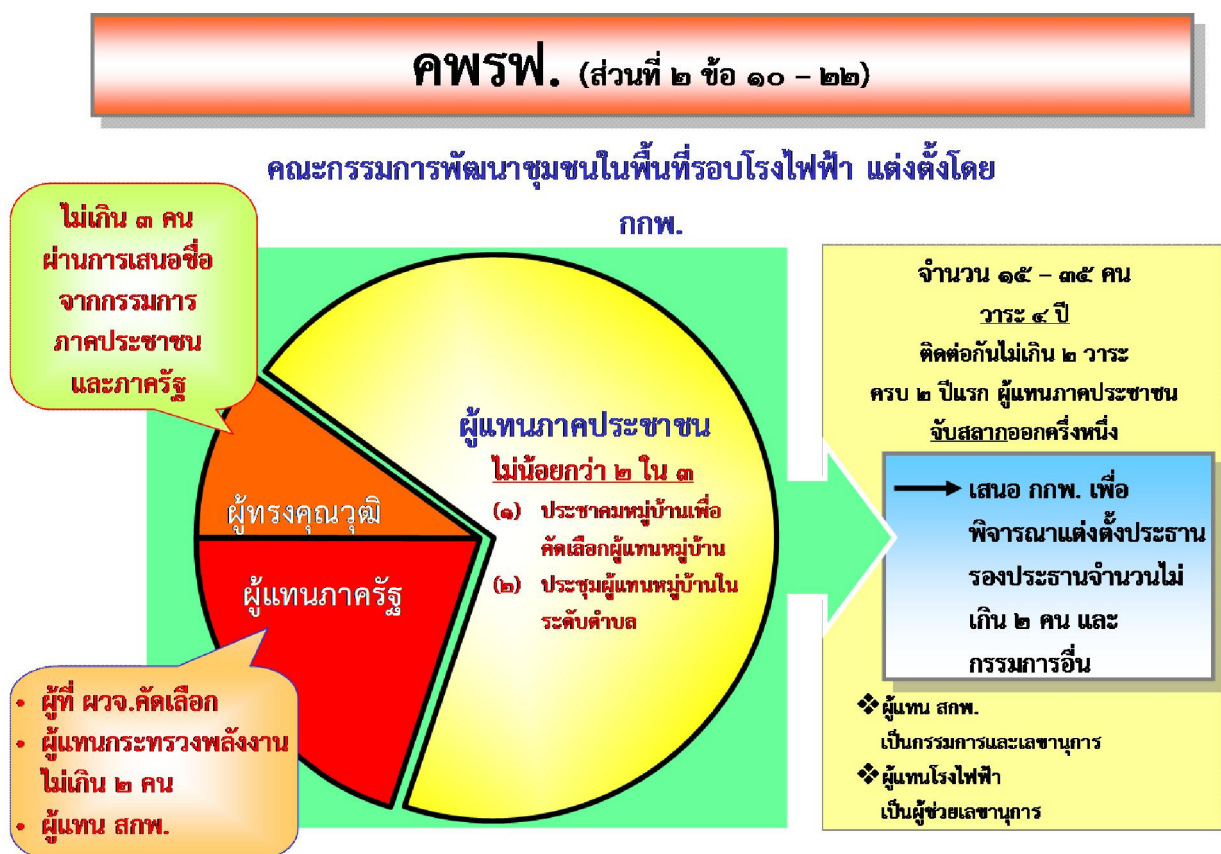 คพรฟ. (ส่วนที่ ๒ ข้อ ๑๐ – ๒๒)
คณะกรรมการพัฒนาชุมชนในพื้นที่รอบโรงไฟฟ้า แต่งตั้งโดย
กกพ.
ไม่เกิน ๓ คน
ผ่านการเสนอชื่อ
จากกรรมการ
ภาคประชาชน
และภาครัฐ
ผู้แทนภาคประชาชน
ไม่น้อยกว่า ๒ ใน ๓
(๑) ประชาคมหมู่บ้านเพื่อ
คัดเลือกผู้แทนหมู่บ้าน
(๒) ประชุมผู้แทนหมู่บ้านใน
ระดับตำบล
ผู้ทรงคุณวุฒิ
ผู้แทนภาครัฐ
• ผู้ที่ ผวจ.คัดเลือก
• ผู้แทนกระทรวงพลังงาน
ไม่เกิน ๒ คน
• ผู้แทน สกพ.
จำนวน ๑๕ – ๓๕ คน
วาระ ๔ ปี
ติดต่อกันไม่เกิน ๒ วาระ
ครบ ๒ ปีแรก ผู้แทนภาคประชาชน
จับสลากออกครึ่งหนึ่ง
เสนอ กกพ. เพื่อ
พิจารณาแต่งตั้งประธาน
รองประธานจำนวนไม่
เกิน ๒ คน และ
กรรมการอื่น
❖ผู้แทน สกพ.
เป็นกรรมการและเลขานุการ
❖ผู้แทนโรงไฟฟ้า
เป็นผู้ช่วยเลขานุการ